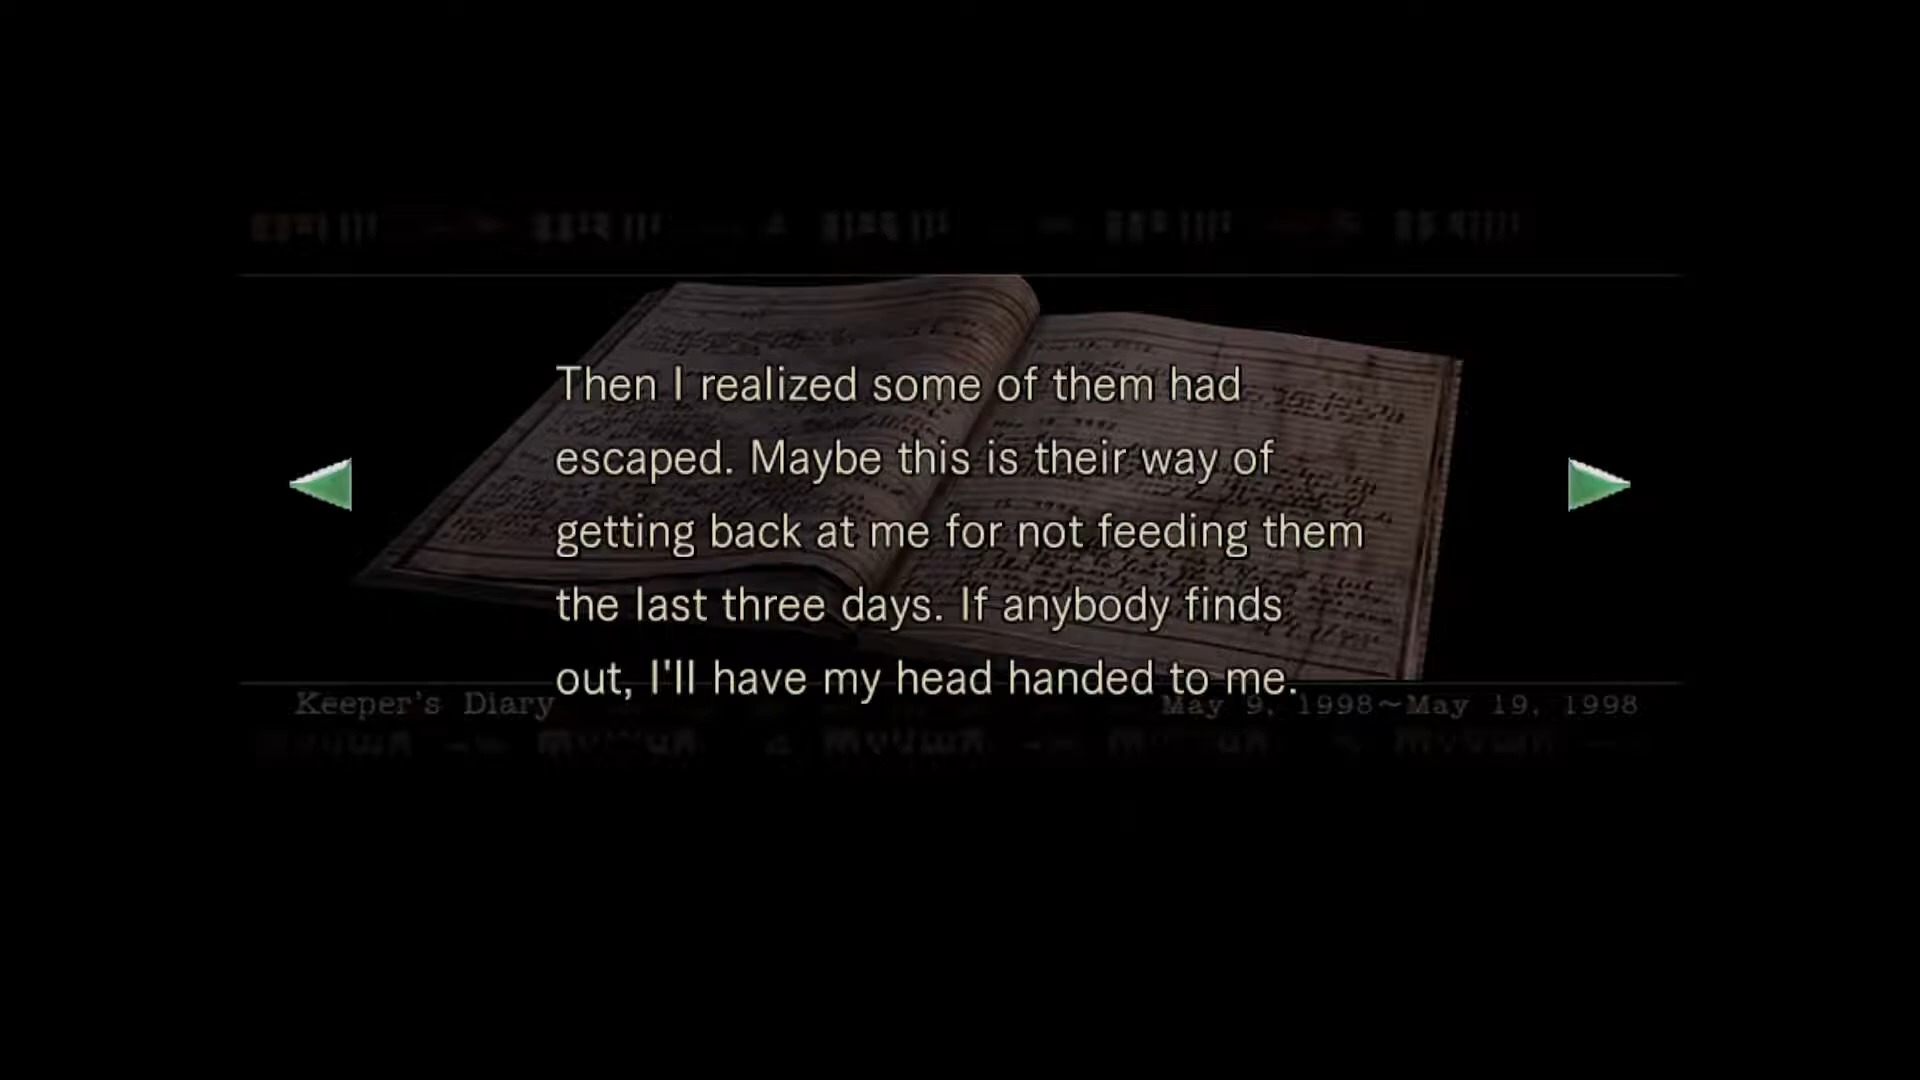 Then I realized some of them had
escaped. Maybe this is their way of
getting back at me for not feeding them
the last three days. If anybody finds
out, I'll have my head handed to me.
Keeper's Diary
May 9, 1998~May 19, 1998